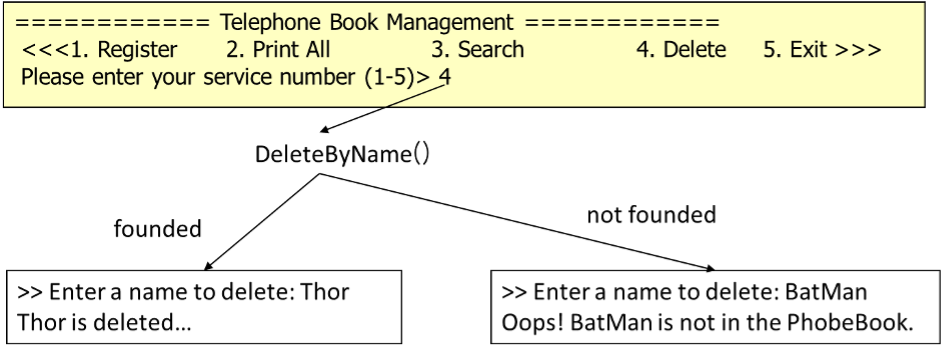 ============ Telephone Book Management ============
<<<1. Register 2. Print All 3. Search 4. Delete 5. Exit >>>
Please enter your service number (1-5)> 4
DeleteByName()
founded
not founded
>> Enter a name to delete: Thor
Thor is deleted...
>> Enter a name to delete: BatMan
Oops! BatMan is not in the PhobeBook.